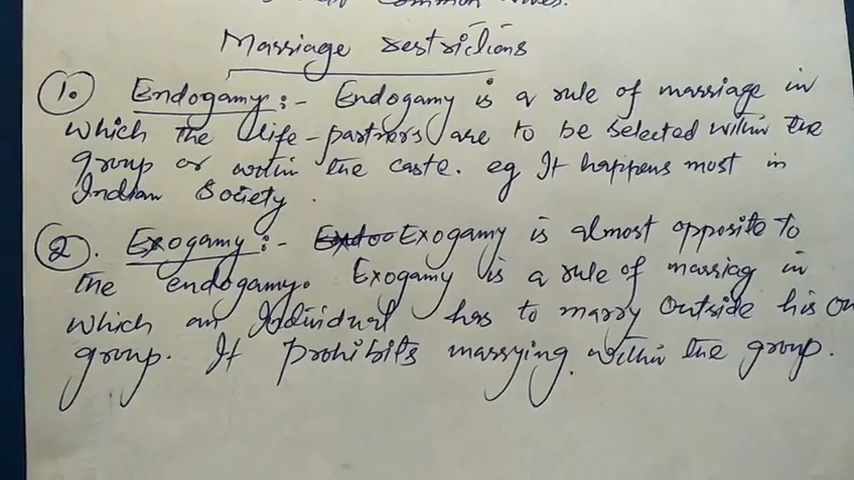 Common
Marriage restrictions
1. Endogamy :- Endogamy is a rule of marriage in
which the life-partners are to be selected within the
group or within the caste. eg It happens most in
Indian Society.
2. Exogamy :- Exogamy is almost opposite to
the endogamy. Exogamy is a rule of marriag in
which an Individual has to marry outside his
group. It prohibits marrying within the group.